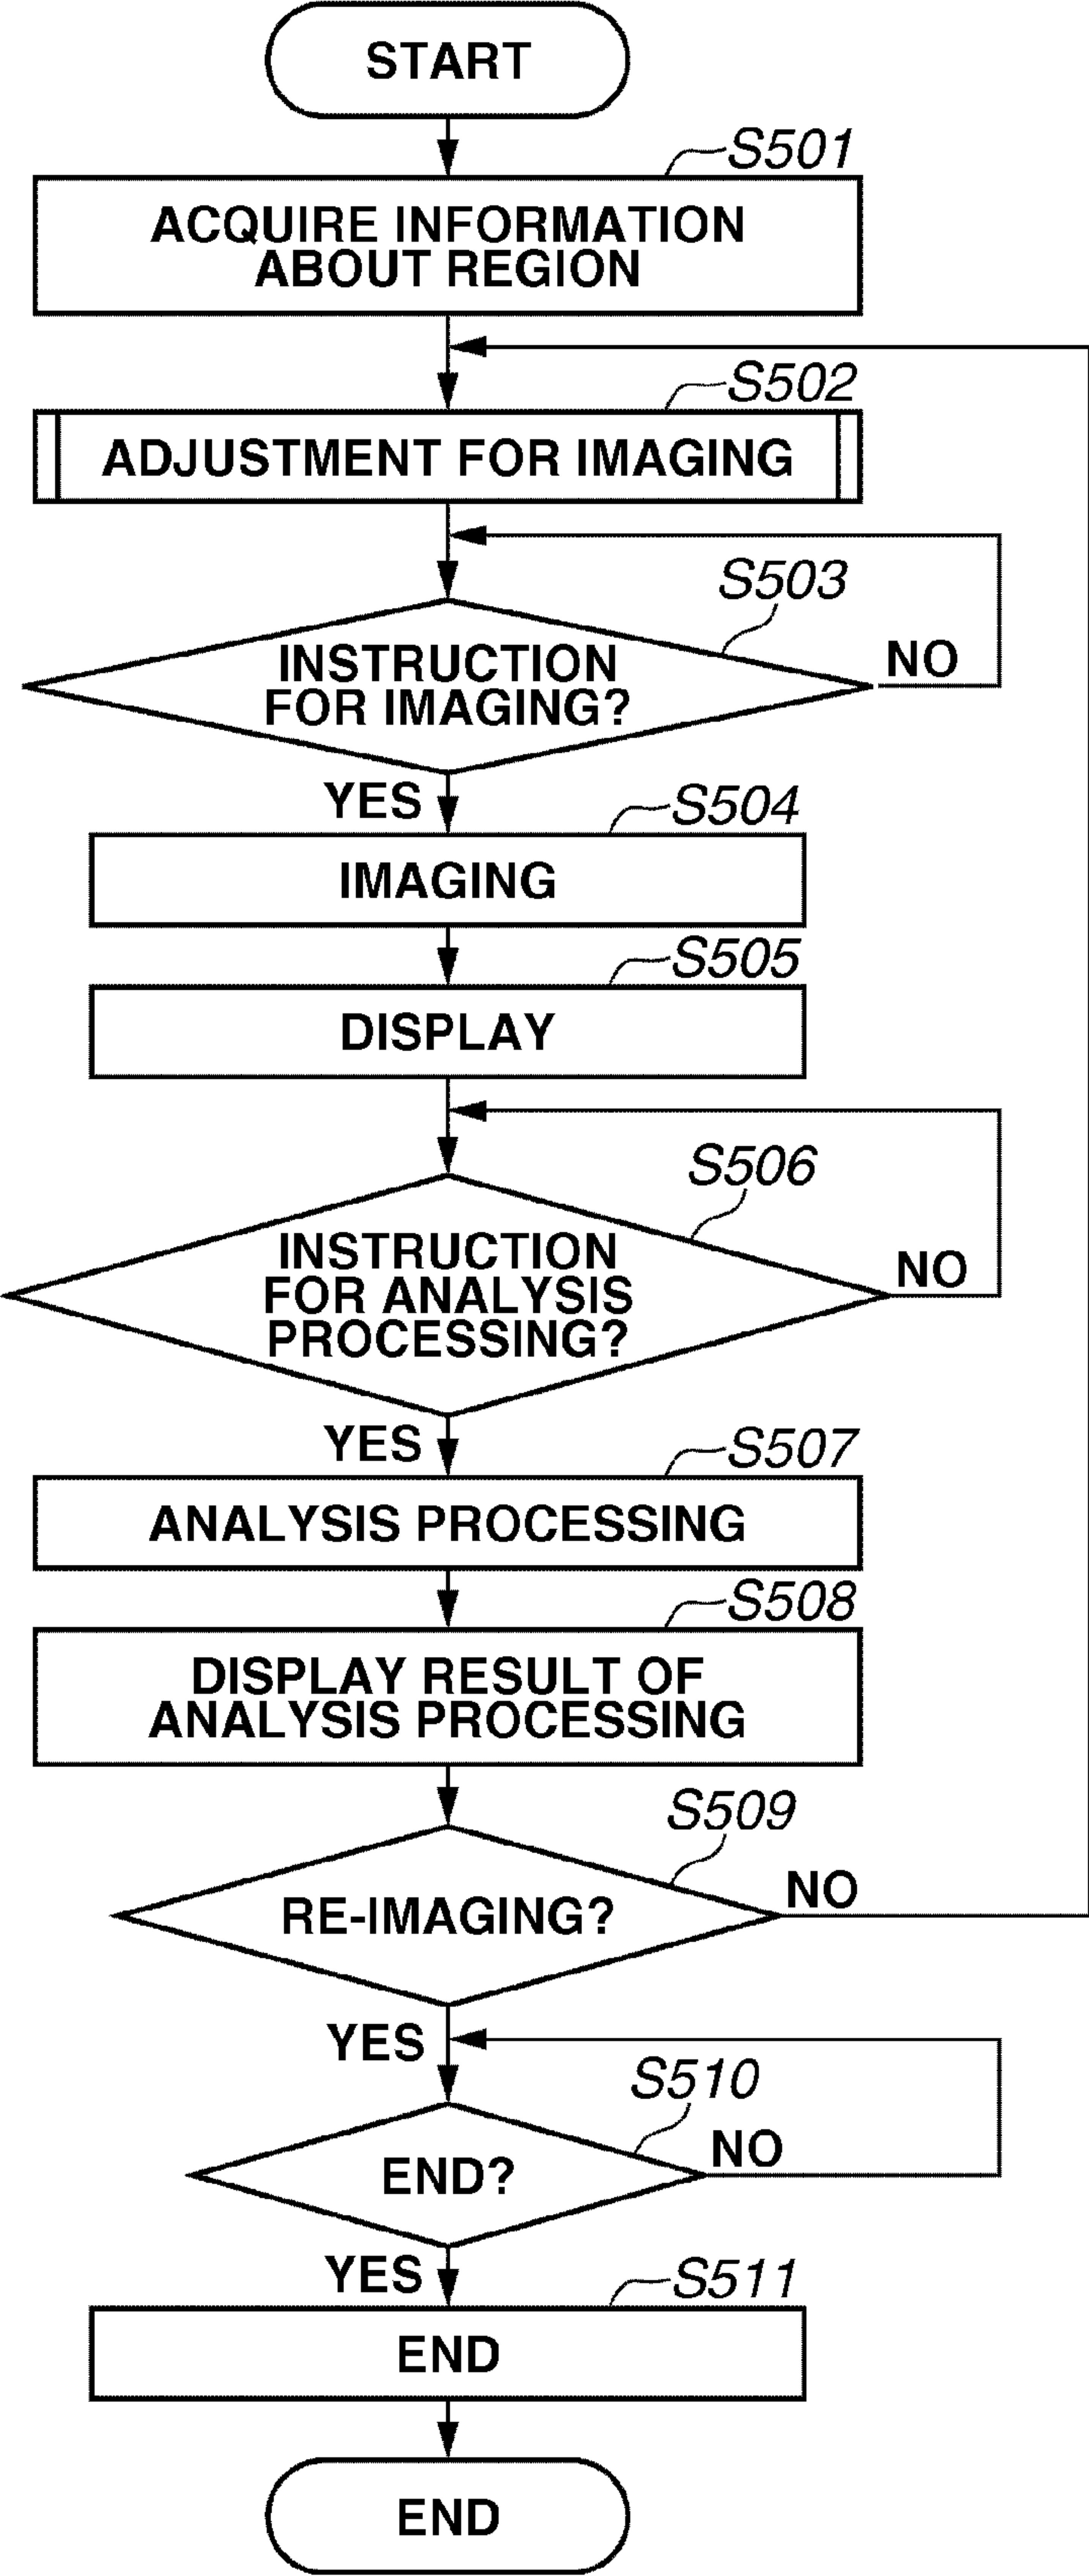 START
S501
ACQUIRE INFORMATION
ABOUT REGION
S502
ADJUSTMENT FOR IMAGING
S503
INSTRUCTION
FOR IMAGING?
NO
YES
S504
IMAGING
S505
DISPLAY
S506
INSTRUCTION
FOR ANALYSIS
PROCESSING?
NO
YES
S507
ANALYSIS PROCESSING
S508
DISPLAY RESULT OF
ANALYSIS PROCESSING
S509
RE-IMAGING?
NO
YES
S510
END?
NO
YES
S511
END
END